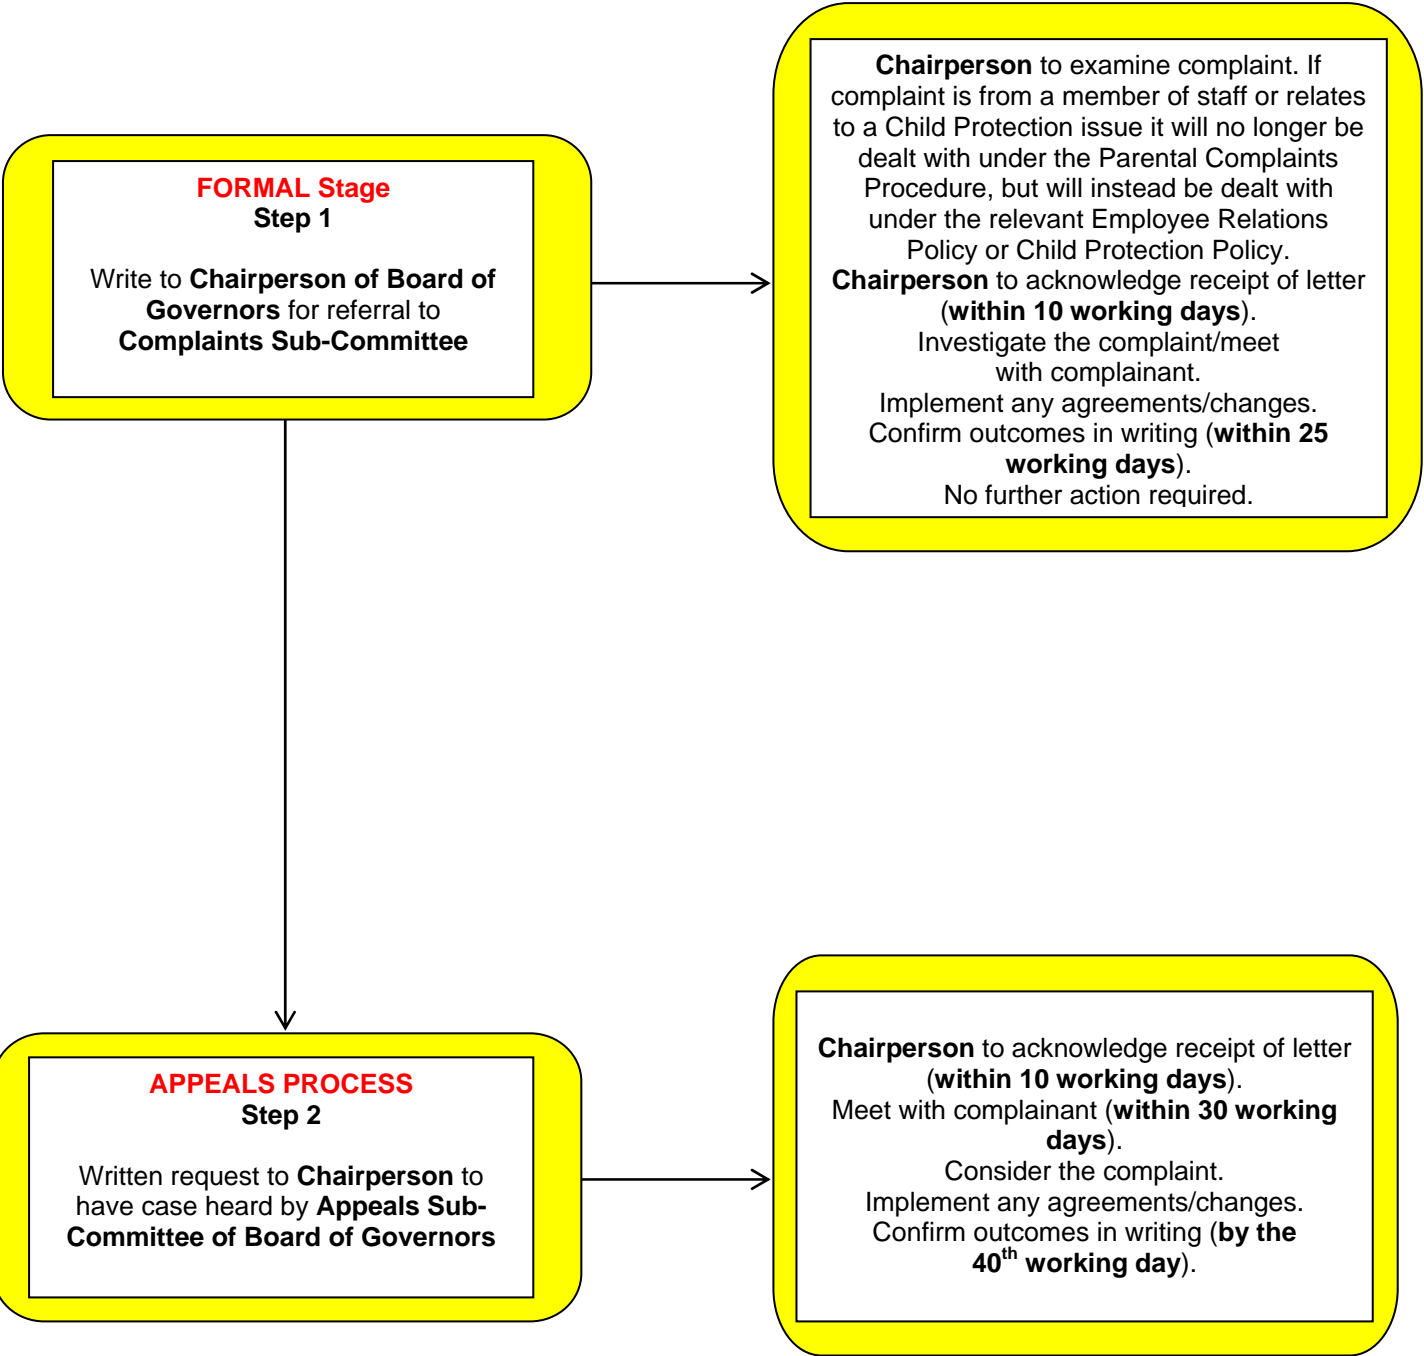 FORMAL Stage
Step 1
Write to Chairperson of Board of
Governors for referral to
Complaints Sub-Committee
Chairperson to examine complaint. If
complaint is from a member of staff or relates
to a Child Protection issue it will no longer be
dealt with under the Parental Complaints
Procedure, but will instead be dealt with
under the relevant Employee Relations
Policy or Child Protection Policy.
Chairperson to acknowledge receipt of letter
(within 10 working days).
Investigate the complaint/meet
with complainant.
Implement any agreements/changes.
Confirm outcomes in writing (within 25
working days).
No further action required.
APPEALS PROCESS
Step 2
Written request to Chairperson to
have case heard by Appeals Sub-
Committee of Board of Governors
Chairperson to acknowledge receipt of letter
(within 10 working days).
Meet with complainant (within 30 working
days).
Consider the complaint.
Implement any agreements/changes.
Confirm outcomes in writing (by the
40th working day).